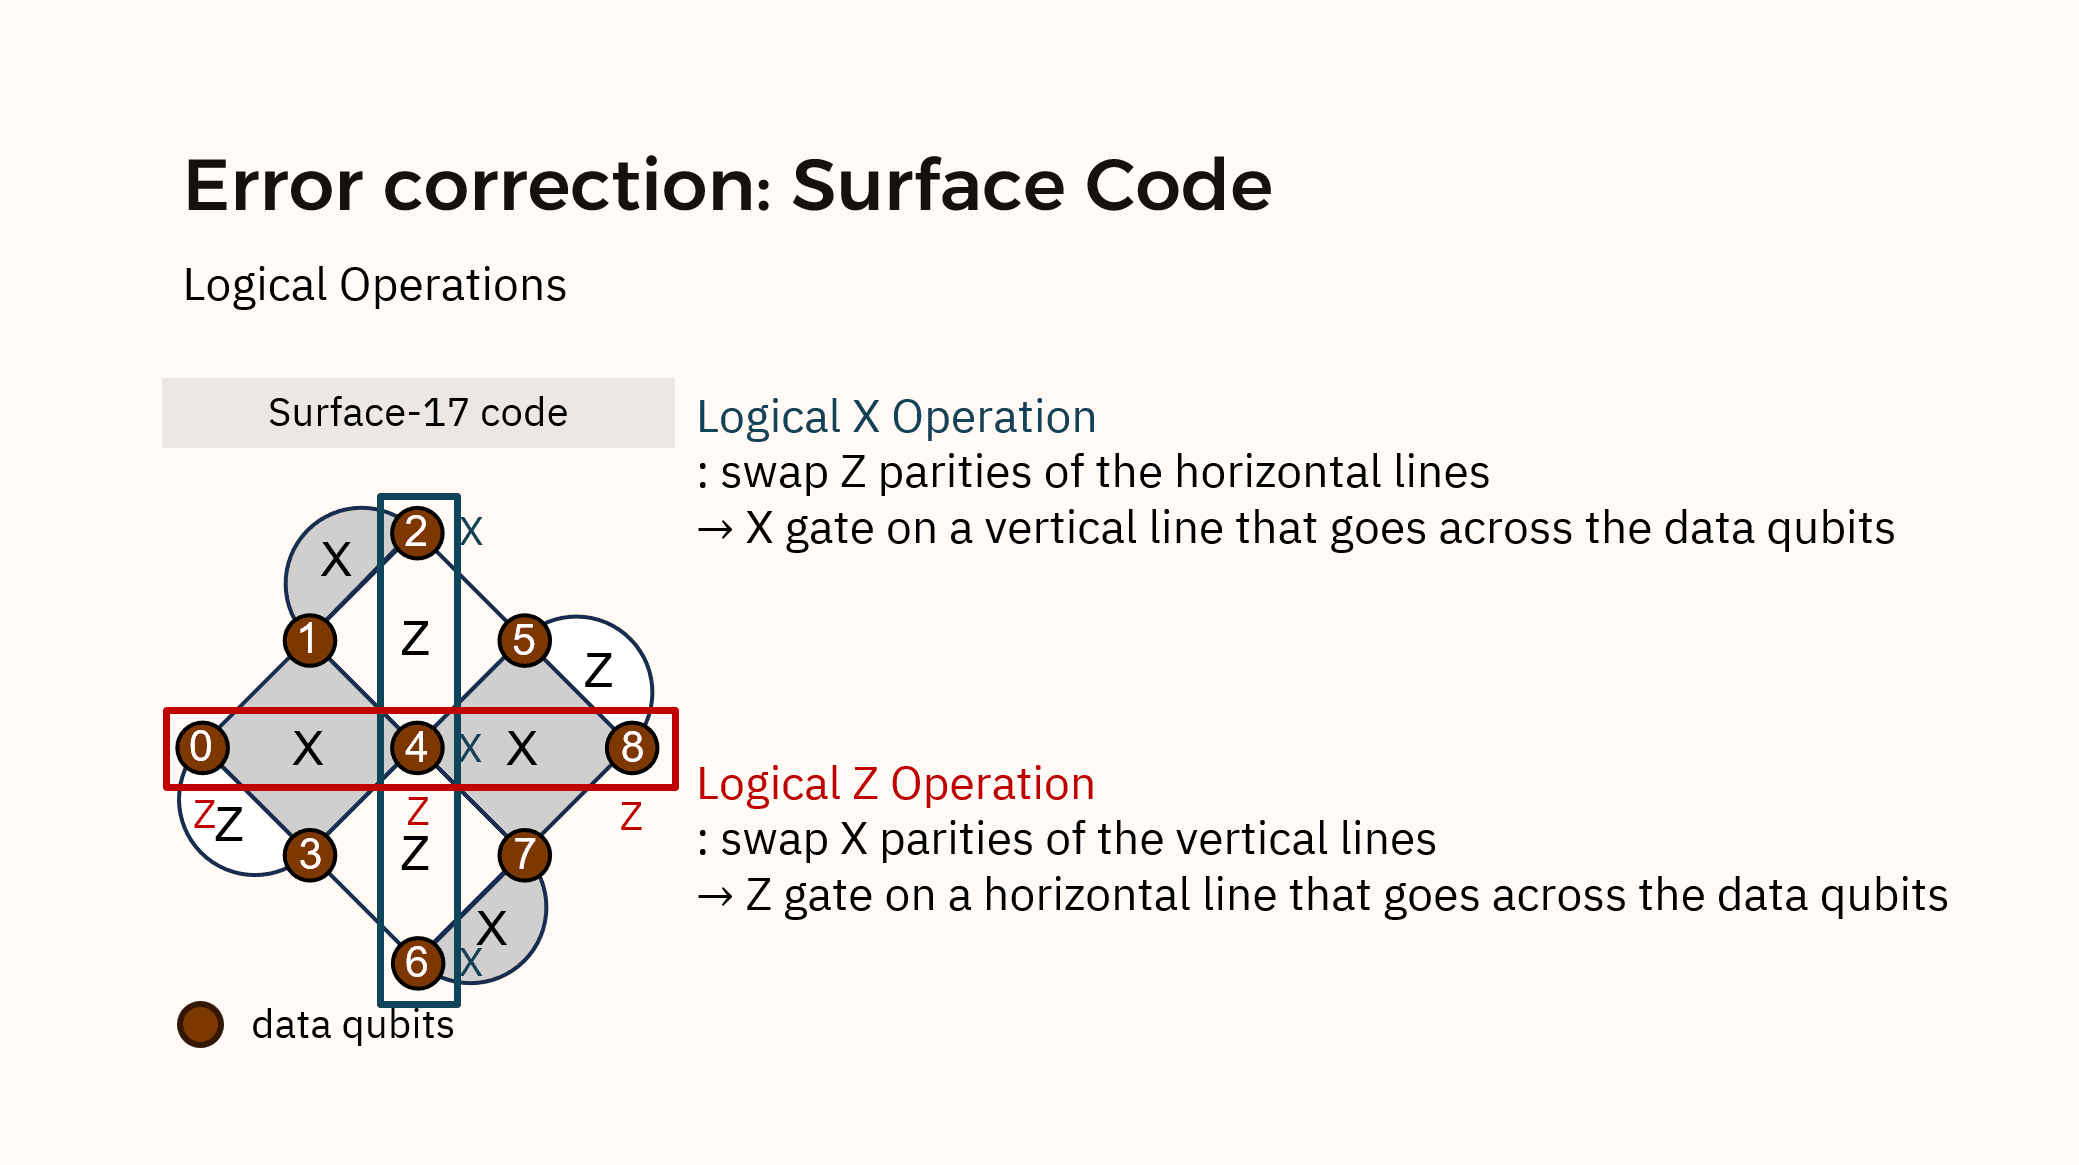 Error correction: Surface Code
Logical Operations
Surface-17 code
2 X
X
1
Z
5
Z
0 X 4 X X 8
Z Z
Z
Z
3
Z
7
X
6 X
data qubits
Logical X Operation
: swap Z parities of the horizontal lines
→ X gate on a vertical line that goes across the data qubits
Logical Z Operation
: swap X parities of the vertical lines
→ Z gate on a horizontal line that goes across the data qubits